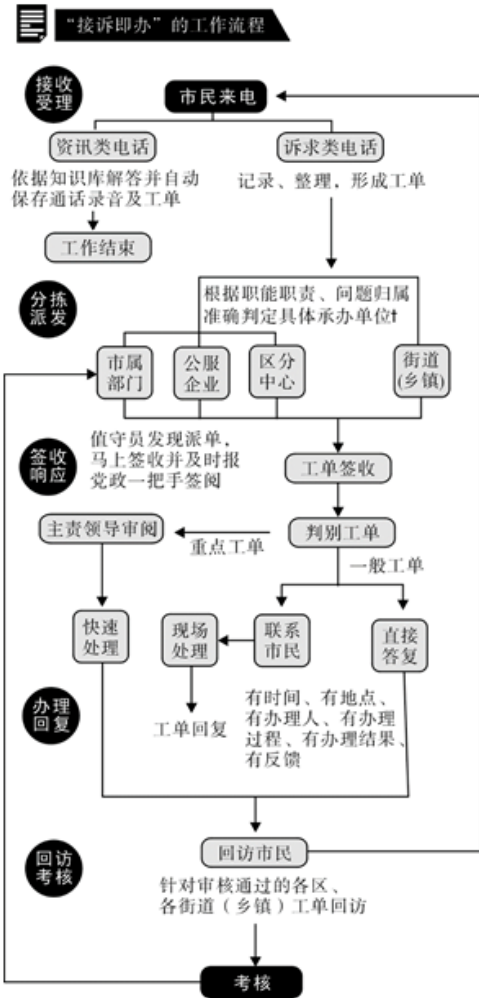 “接诉即办”的工作流程
接收
受理
市民来电
资讯类电话
诉求类电话
依据知识库解答并自动
保存通话录音及工单
记录、整理，形成工单
工作结束
分拣
派发
根据职能职责、问题归属
准确判定具体承办单位†
市属
部门
公服
企业
区分
中心
街道
(乡镇)
签收
响应
值守员发现派单，
马上签收并及时报
党政一把手签阅
工单签收
主责领导审阅
重点工单
判别工单
一般工单
快速
处理
现场
处理
联系
市民
直接
答复
办理
回复
工单回复
有时间、有地点、
有办理人、有办理
过程、有办理结果、
有反馈
回访
考核
回访市民
针对审核通过的各区、
各街道（乡镇）工单回访
考核